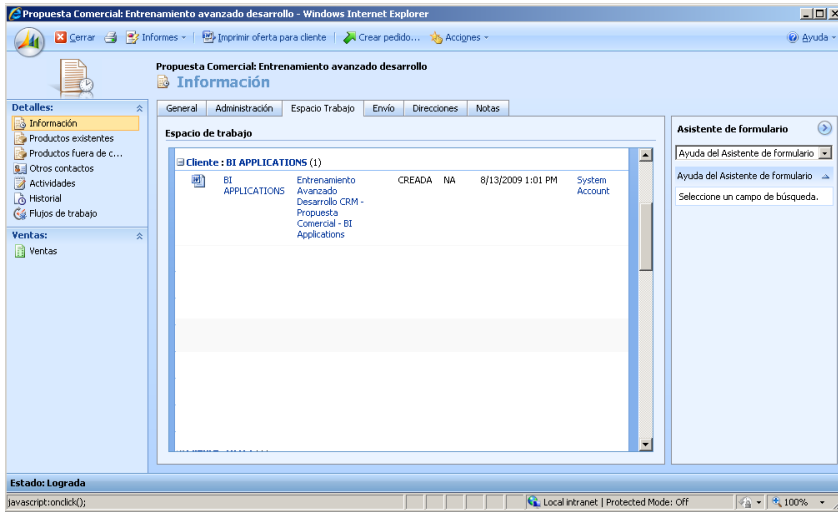 Propuesta Comercial: Entrenamiento avanzado desarrollo - Windows Internet Explorer
Cerrar Informes Imprimir oferta para cliente Crear pedido... Acciones Ayuda
Propuesta Comercial: Entrenamiento avanzado desarrollo
Información
Detalles:
Información
Productos existentes
Productos fuera de c...
Otros contactos
Actividades
Historial
Flujos de trabajo
Ventas:
Ventas
General Administración Espacio Trabajo Envío Direcciones Notas
Espacio de trabajo
Cliente : BI APPLICATIONS (1)
BI APPLICATIONS
Entrenamiento
Avanzado
Desarrollo CRM -
Propuesta
Comercial - BI
Applications
CREADA NA 8/13/2009 1:01 PM
System
Account
Asistente de formulario
Ayuda del Asistente de formulario
Ayuda del Asistente de formulario
Seleccione un campo de búsqueda.
Estado: Lograda
javascript:onclick();
Local intranet | Protected Mode: Off
100%